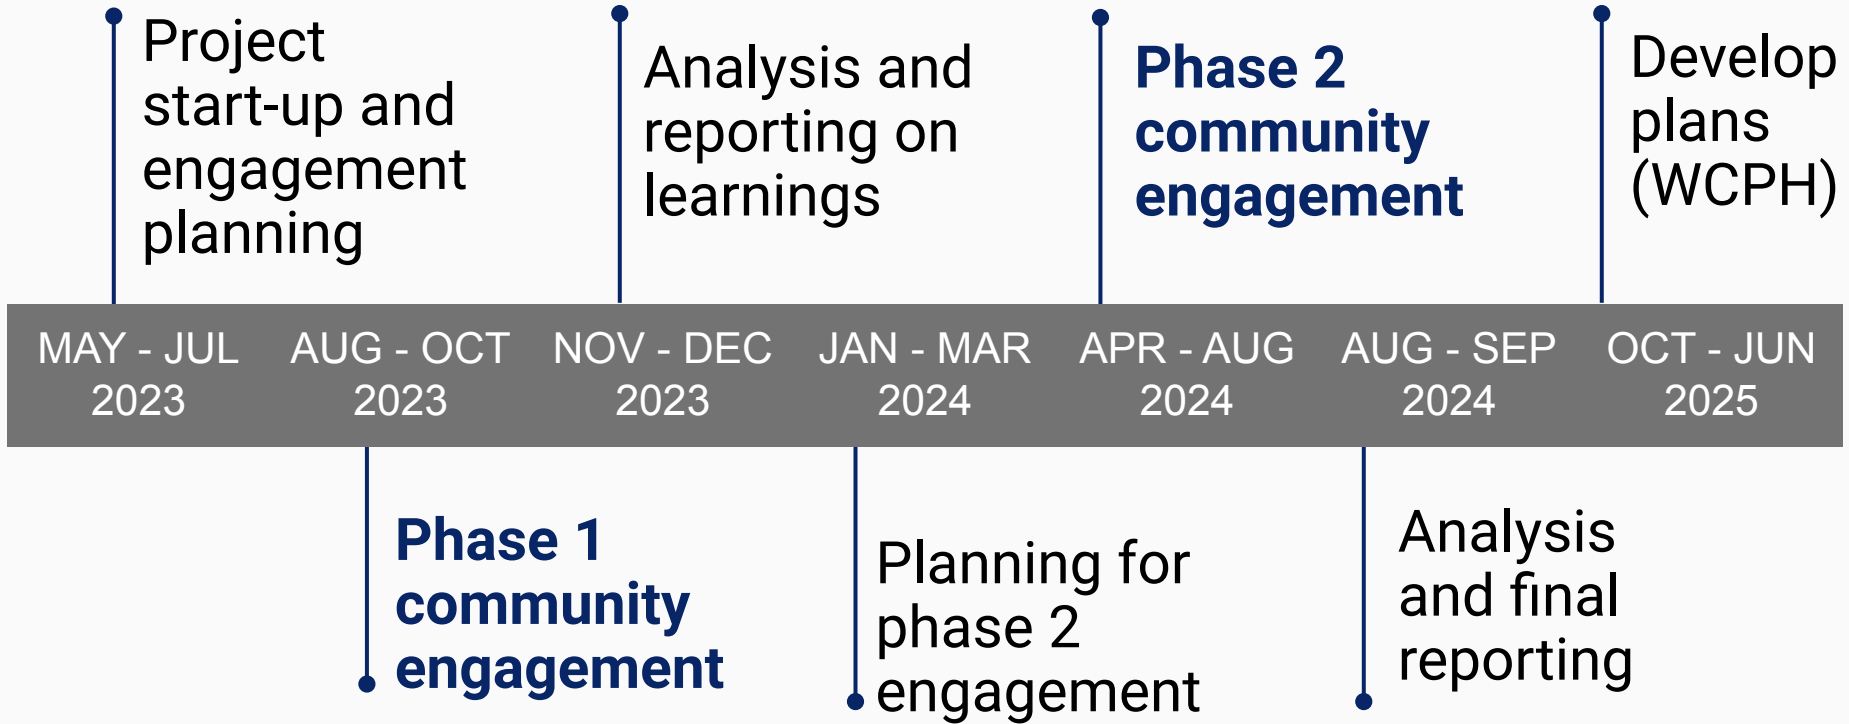 Project
start-up and
engagement
planning
Analysis and
reporting on
learnings
Phase 2
community
engagement
Develop
plans
(WCPH)
MAY - JUL
2023
AUG - OCT
2023
NOV - DEC
2023
JAN - MAR
2024
APR - AUG
2024
AUG - SEP
2024
OCT - JUN
2025
Phase 1
community
engagement
Planning for
phase 2
engagement
Analysis
and final
reporting